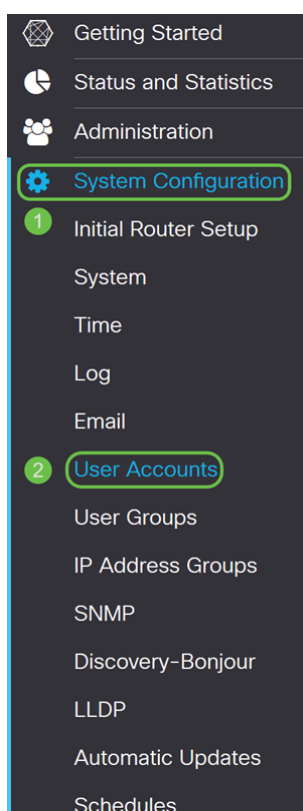 Getting Started
Status and Statistics
Administration
System Configuration
1
Initial Router Setup
System
Time
Log
Email
2 User Accounts
User Groups
IP Address Groups
SNMP
Discovery-Bonjour
LLDP
Automatic Updates
Schedules